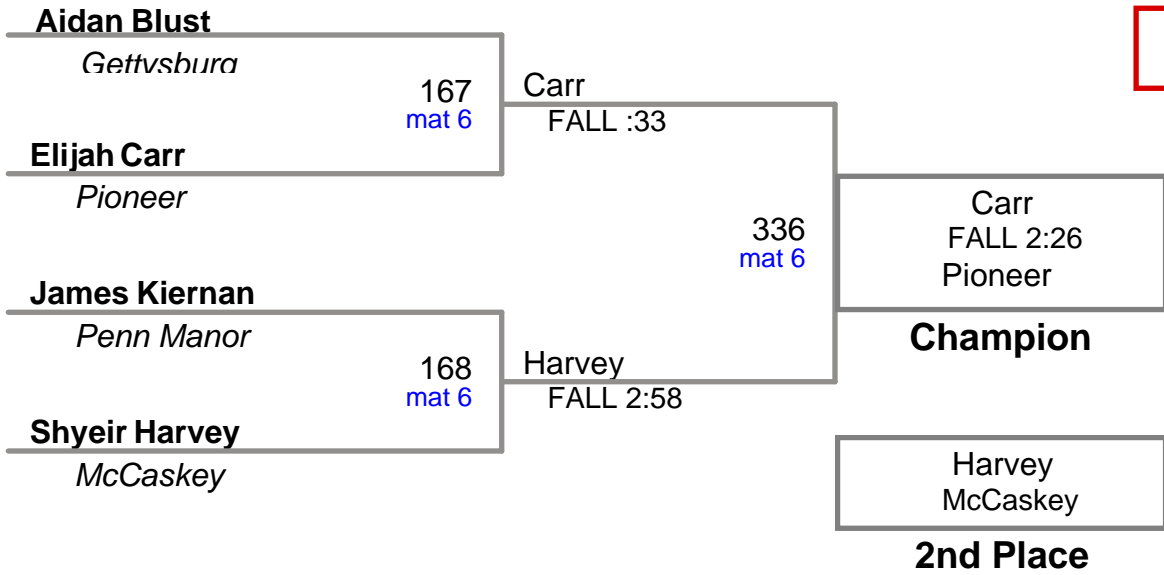 Aidan Blust
Gettysburg
167
mat 6
Carr
FALL :33
Elijah Carr
Pioneer
336
mat 6
Carr
FALL 2:26
Pioneer
Champion
James Kiernan
Penn Manor
168
mat 6
Harvey
FALL 2:58
Shyeir Harvey
McCaskey
Harvey
McCaskey
2nd Place